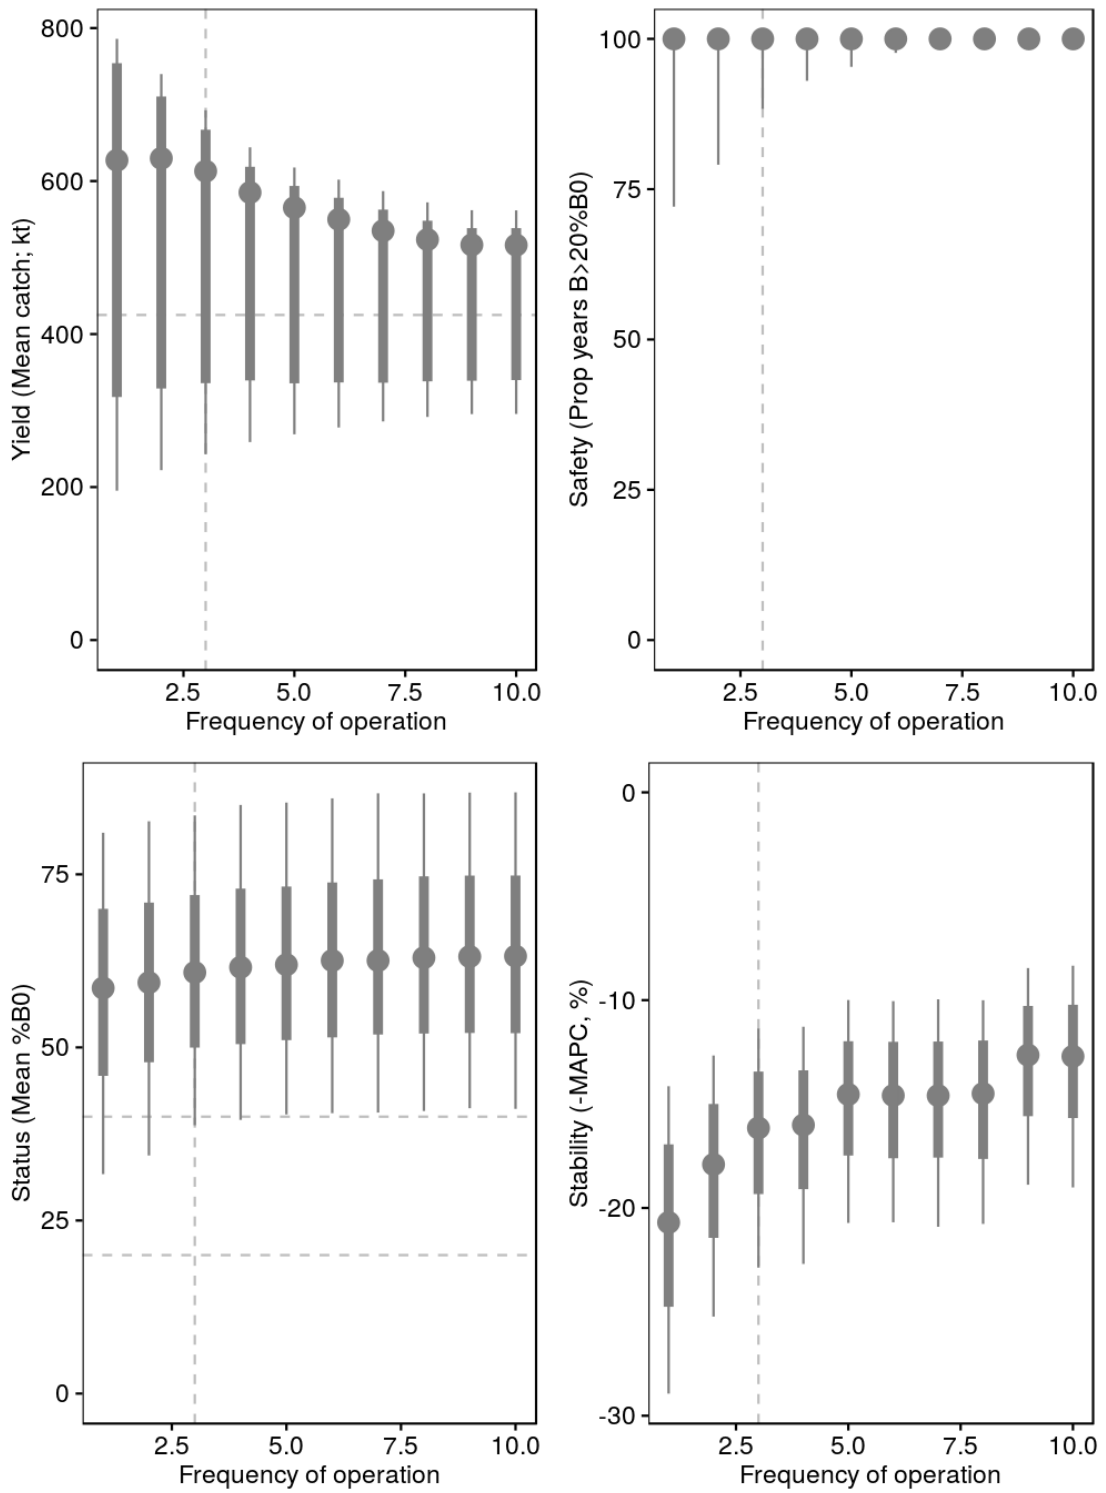 Yield (Mean catch; kt)
800
600
400
200
0
2.5 5.0 7.5 10.0
Frequency of operation
Safety (Prop years B>20%B0)
100
75
50
25
0
2.5 5.0 7.5 10.0
Frequency of operation
Status (Mean %B0)
75
50
25
0
2.5 5.0 7.5 10.0
Frequency of operation
Stability (-MAPC, %)
0
-10
-20
-30
2.5 5.0 7.5 10.0
Frequency of operation